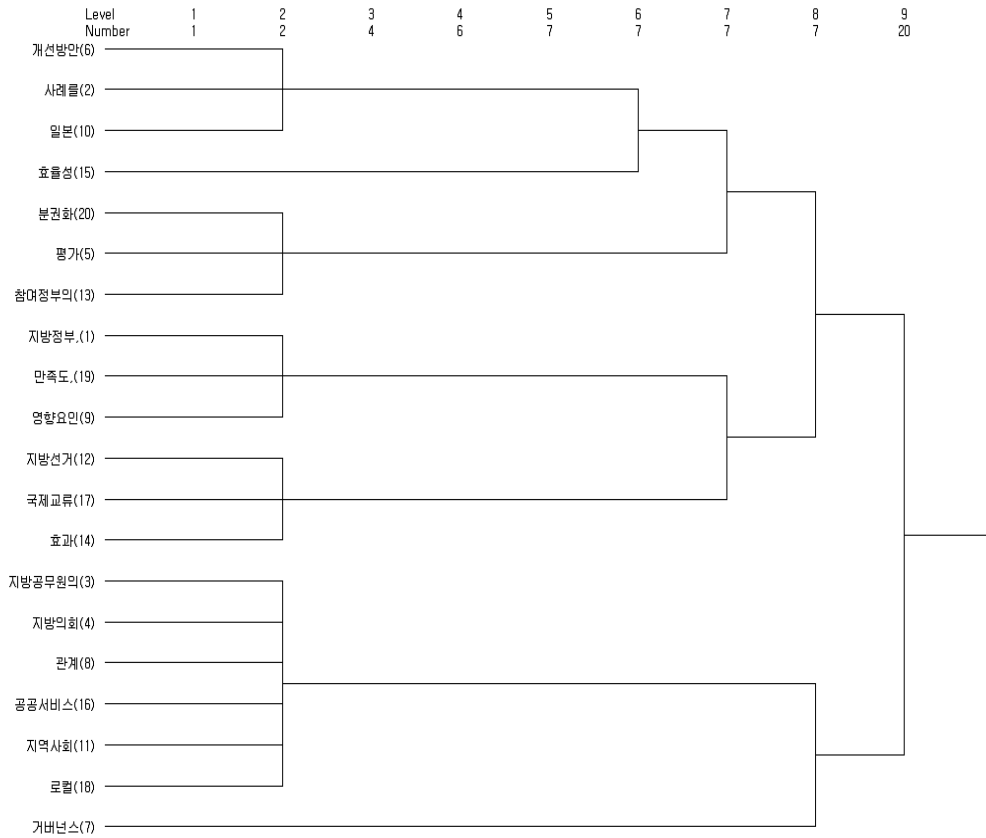 Level 1 2 3 4 5 6 7 8 9
Number 1 2 4 6 7 7 7 7 20
개선방안(6)
사례를(2)
일본(10)
효율성(15)
분권화(20)
평가(5)
참여정부의(13)
지방정부,(1)
만족도,(19)
영향요인(9)
지방선거(12)
국제교류(17)
효과(14)
지방공무원의(3)
지방의회(4)
관계(8)
공공서비스(16)
지역사회(11)
로컬(18)
거버넌스(7)